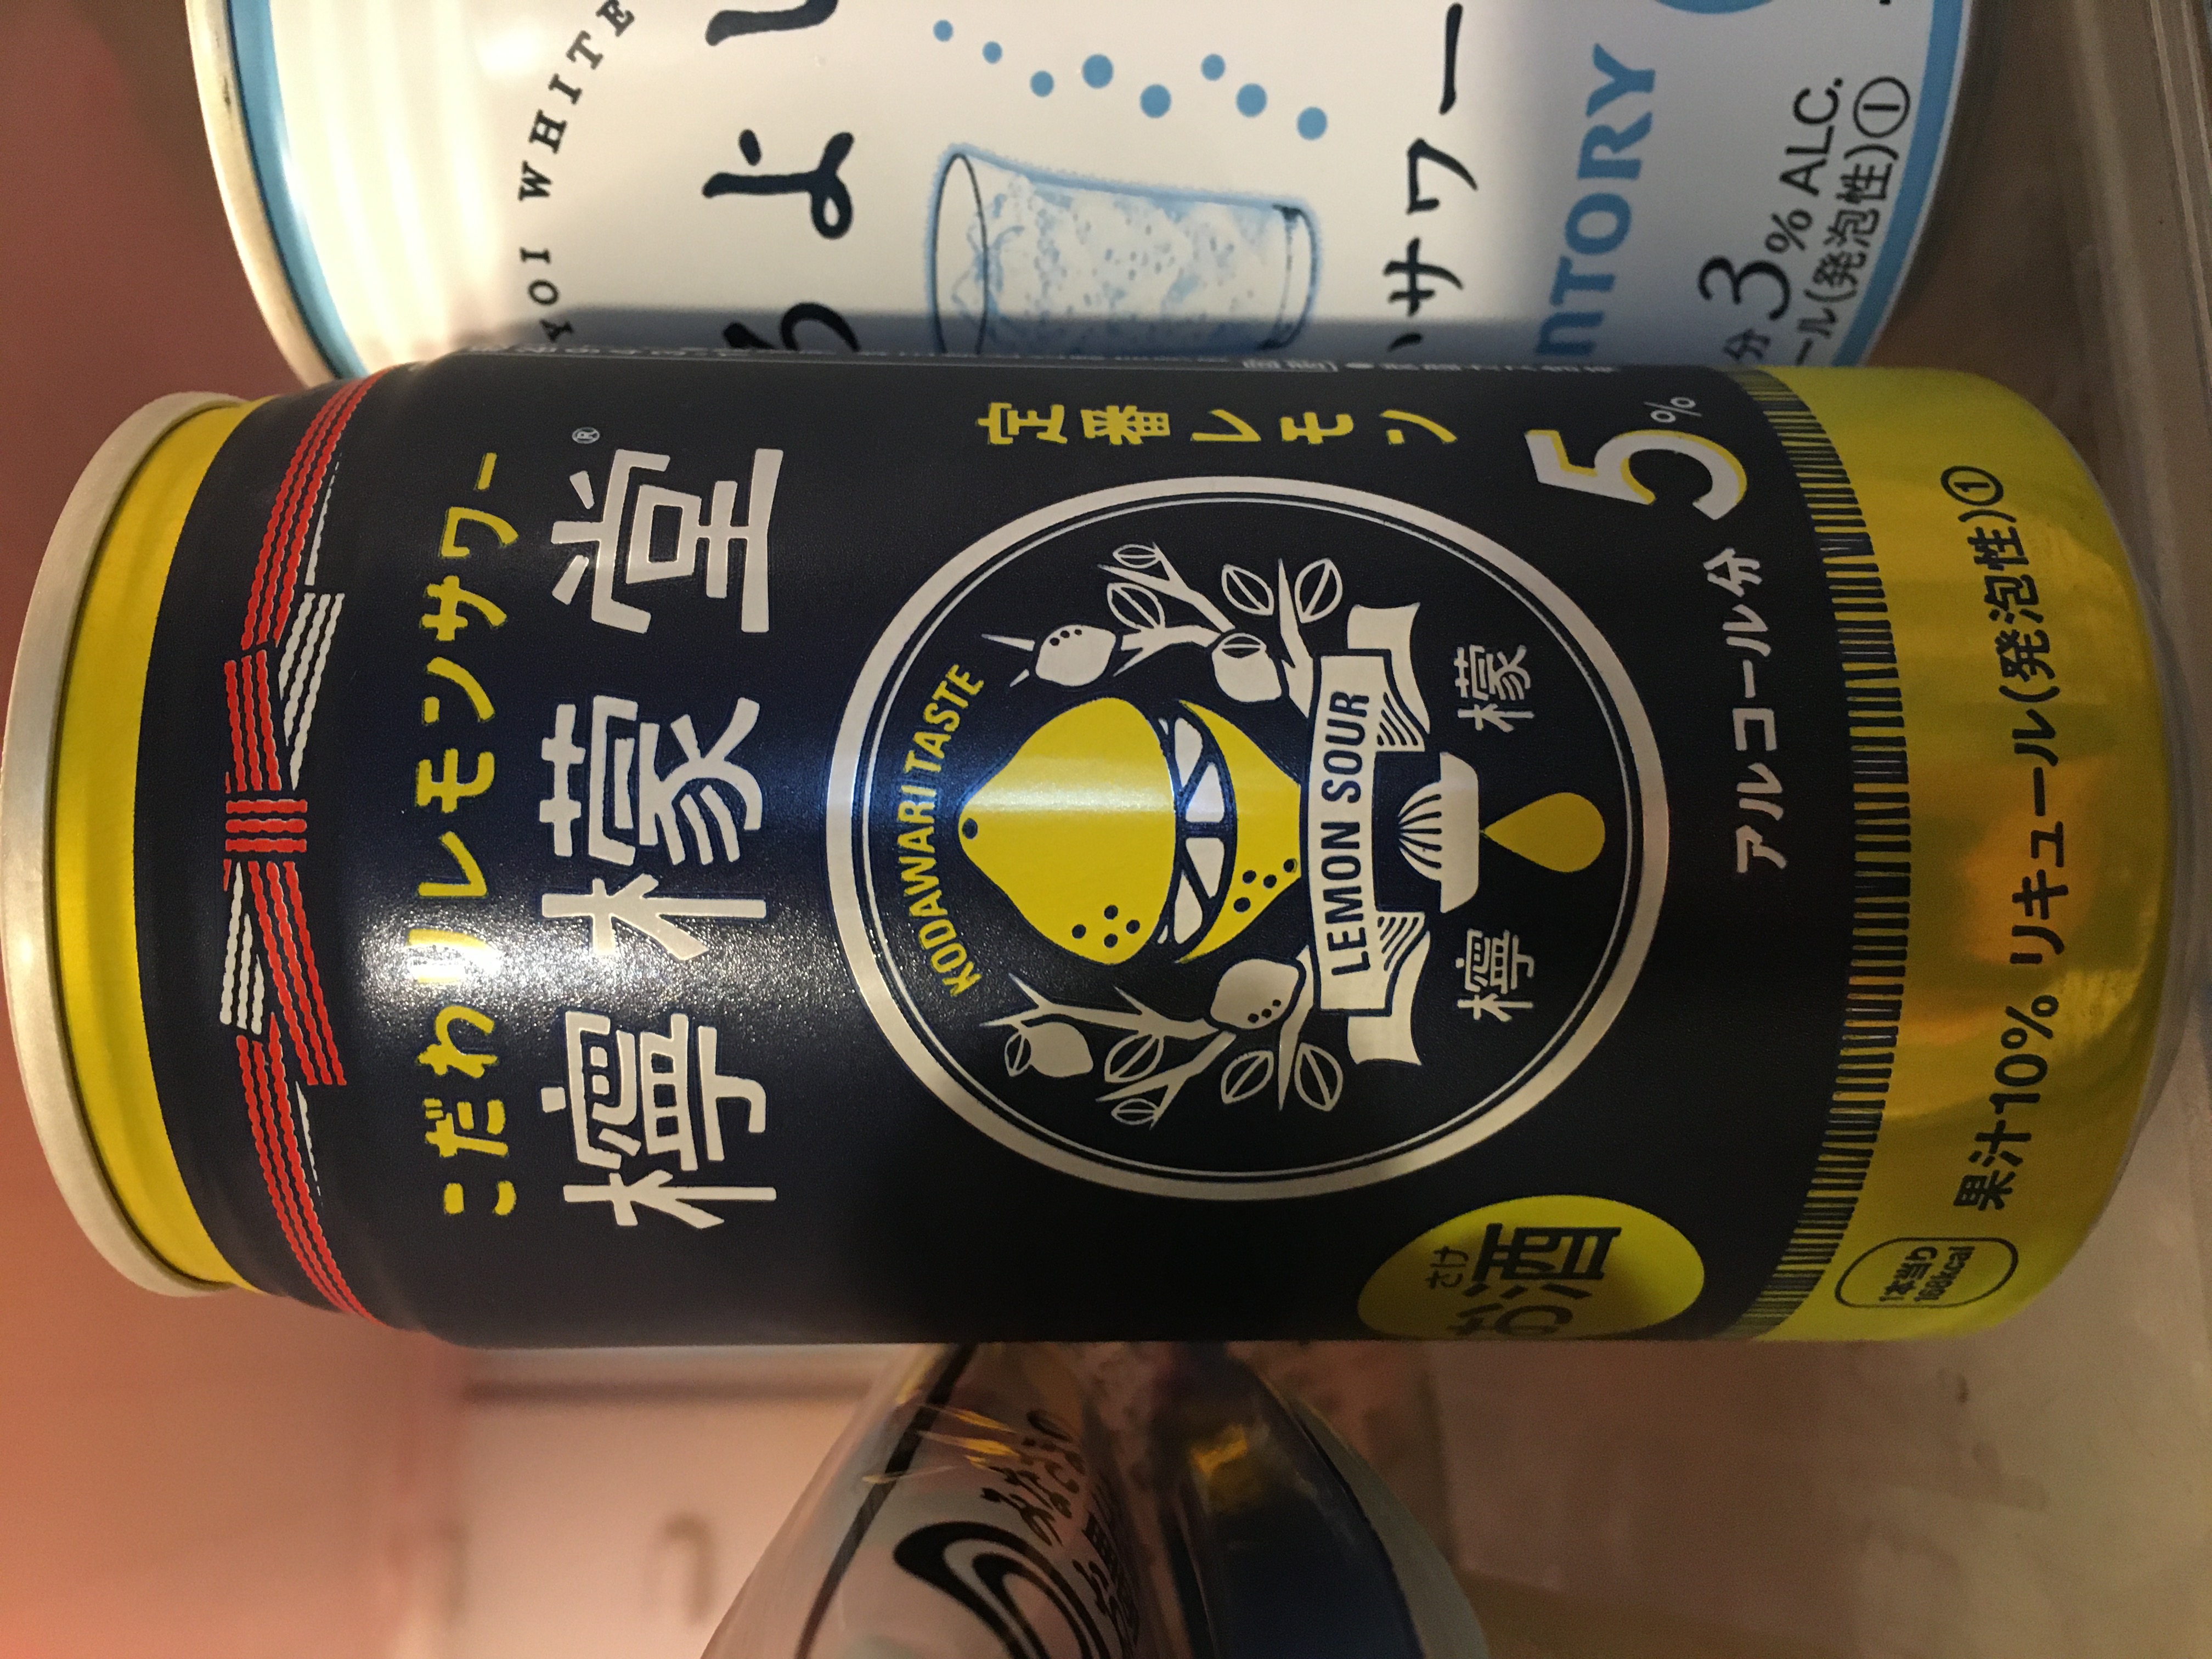 こだわりレモンサワー
檸檬堂®
KODAWARI TASTE
LEMON SOUR
檸 檬
定番レモン
さけ
お酒
アルコール分 5%
1本当り
168kcal
果汁10% リキュール(発泡性)①
YOI WHITE
ろよい
サワー
SUNTORY
分 3% ALC.
ール(発泡性)①